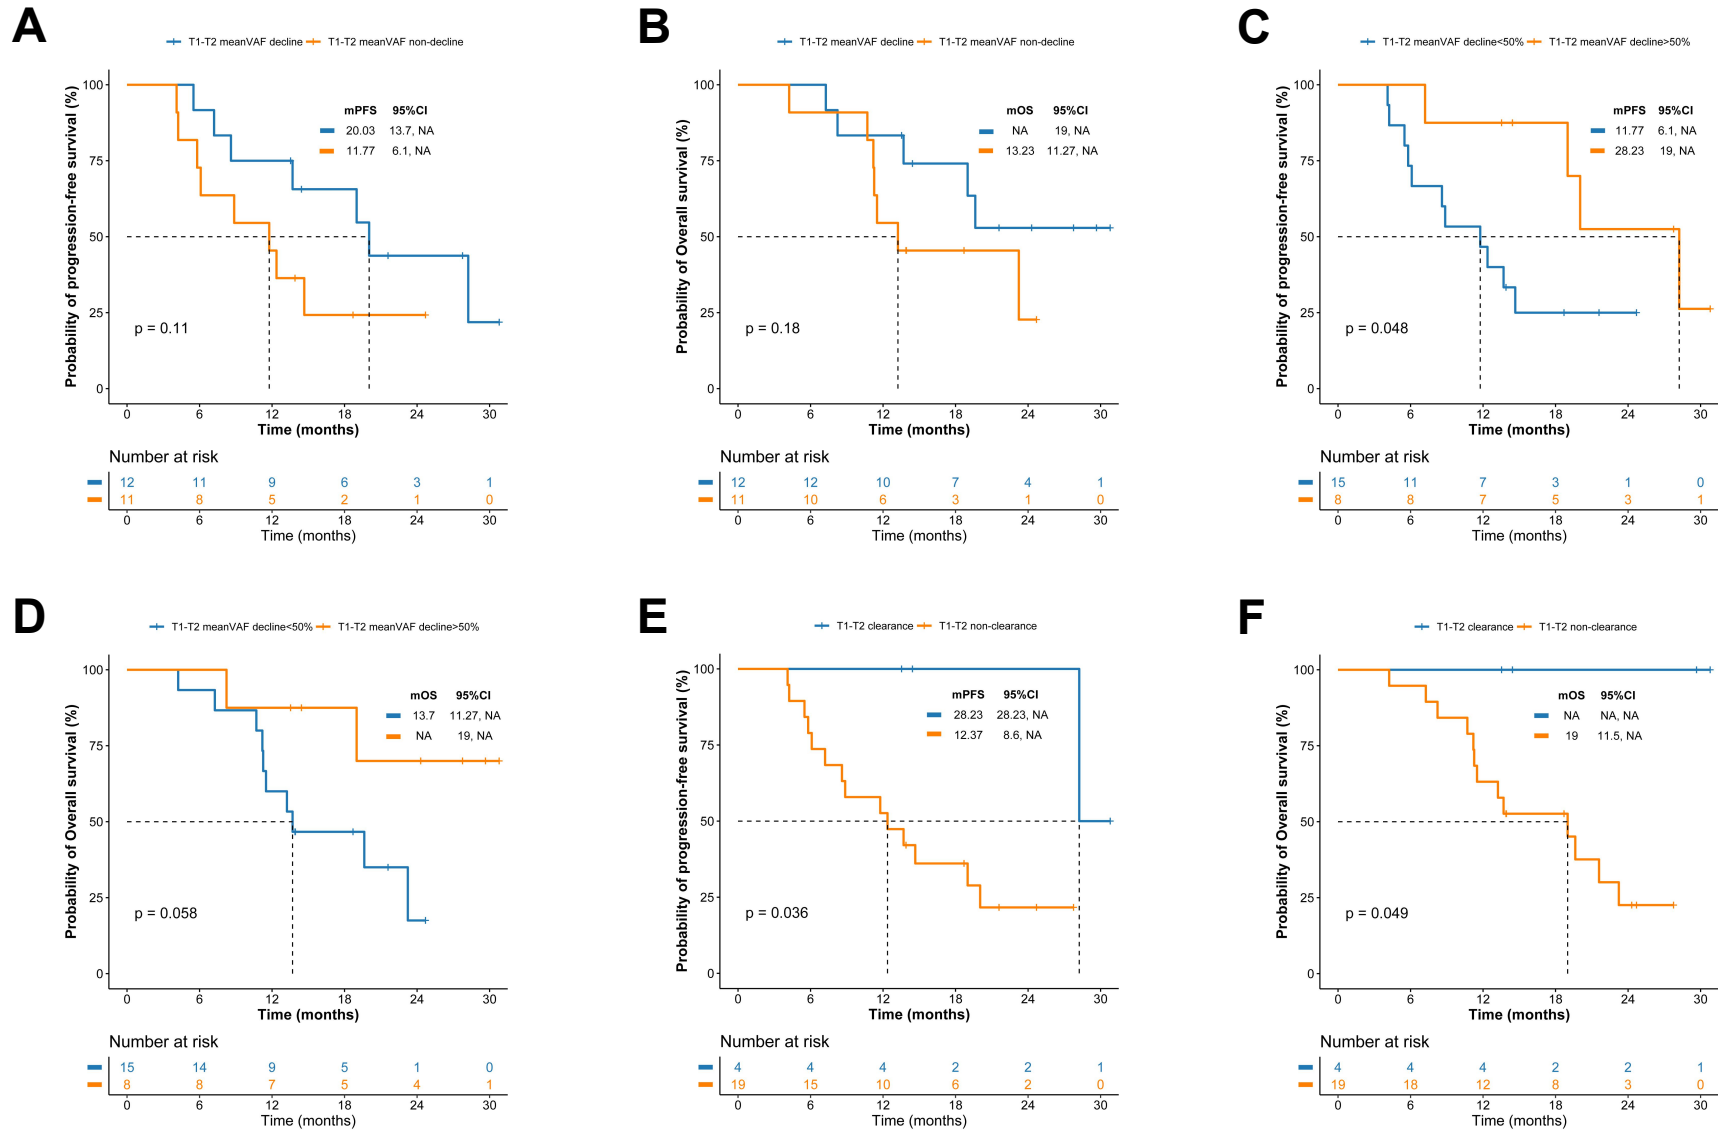 A
T1-T2 meanVAF decline T1-T2 meanVAF non-decline
Probability of progression-free survival (%)
100
75
50
25
0
mPFS 95%CI
20.03 13.7, NA
11.77 6.1, NA
p = 0.11
0 6 12 18 24 30
Time (months)
Number at risk
12 11 9 6 3 1
11 8 5 2 1 0
0 6 12 18 24 30
Time (months)
B
T1-T2 meanVAF decline T1-T2 meanVAF non-decline
Probability of Overall survival (%)
100
75
50
25
0
mOS 95%CI
NA 19, NA
13.23 11.27, NA
p = 0.18
0 6 12 18 24 30
Time (months)
Number at risk
12 12 10 7 4 1
11 10 6 3 1 0
0 6 12 18 24 30
Time (months)
C
T1-T2 meanVAF decline<50% T1-T2 meanVAF decline>50%
Probability of progression-free survival (%)
100
75
50
25
0
mPFS 95%CI
11.77 6.1, NA
28.23 19, NA
p = 0.048
0 6 12 18 24 30
Time (months)
Number at risk
15 11 7 3 1 0
8 8 7 5 3 1
0 6 12 18 24 30
Time (months)
D
T1-T2 meanVAF decline<50% T1-T2 meanVAF decline>50%
Probability of Overall survival (%)
100
75
50
25
0
mOS 95%CI
13.7 11.27, NA
NA 19, NA
p = 0.058
0 6 12 18 24 30
Time (months)
Number at risk
15 14 9 5 1 0
8 8 7 5 4 1
0 6 12 18 24 30
Time (months)
E
T1-T2 clearance T1-T2 non-clearance
Probability of progression-free survival (%)
100
75
50
25
0
mPFS 95%CI
28.23 28.23, NA
12.37 8.6, NA
p = 0.036
0 6 12 18 24 30
Time (months)
Number at risk
4 4 4 2 2 1
19 15 10 6 2 0
0 6 12 18 24 30
Time (months)
F
T1-T2 clearance T1-T2 non-clearance
Probability of Overall survival (%)
100
75
50
25
0
mOS 95%CI
NA NA, NA
19 11.5, NA
p = 0.049
0 6 12 18 24 30
Time (months)
Number at risk
4 4 4 2 2 1
19 18 12 8 3 0
0 6 12 18 24 30
Time (months)